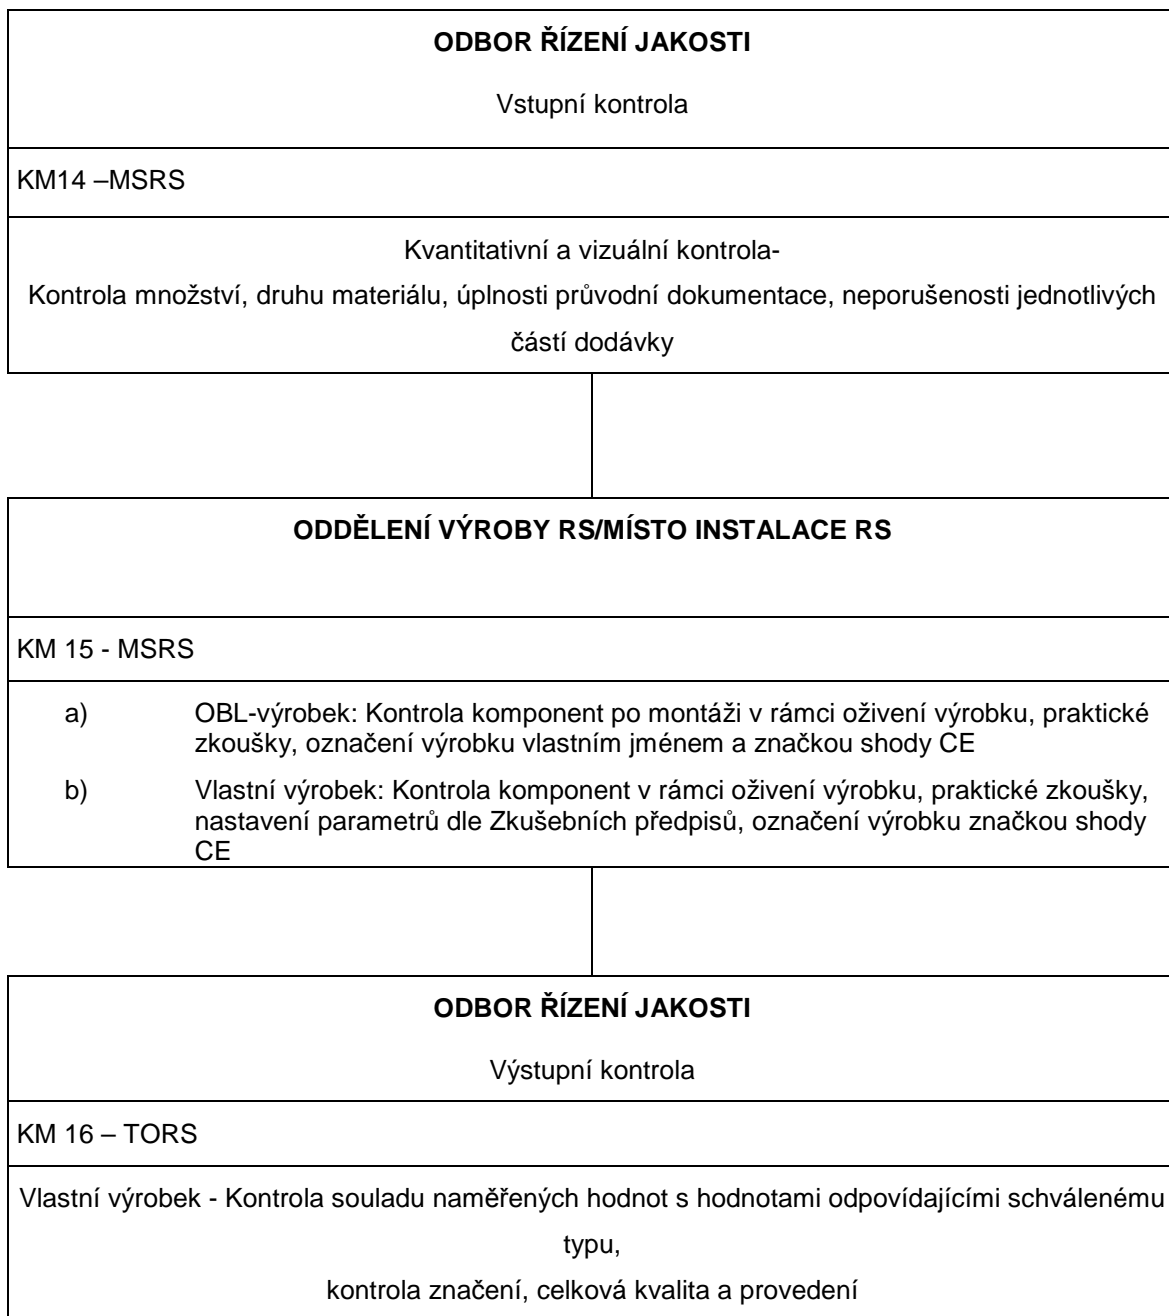 ODBOR ŘÍZENÍ JAKOSTI
Vstupní kontrola
KM14 –MSRS
Kvantitativní a vizuální kontrola-
Kontrola množství, druhu materiálu, úplnosti průvodní dokumentace, neporušenosti jednotlivých
částí dodávky
ODDĚLENÍ VÝROBY RS/MÍSTO INSTALACE RS
KM 15 - MSRS
a) OBL-výrobek: Kontrola komponent po montáži v rámci oživení výrobku, praktické
zkoušky, označení výrobku vlastním jménem a značkou shody CE
b) Vlastní výrobek: Kontrola komponent v rámci oživení výrobku, praktické zkoušky,
nastavení parametrů dle Zkušebních předpisů, označení výrobku značkou shody
CE
ODBOR ŘÍZENÍ JAKOSTI
Výstupní kontrola
KM 16 – TORS
Vlastní výrobek - Kontrola souladu naměřených hodnot s hodnotami odpovídajícími schválenému
typu,
kontrola značení, celková kvalita a provedení